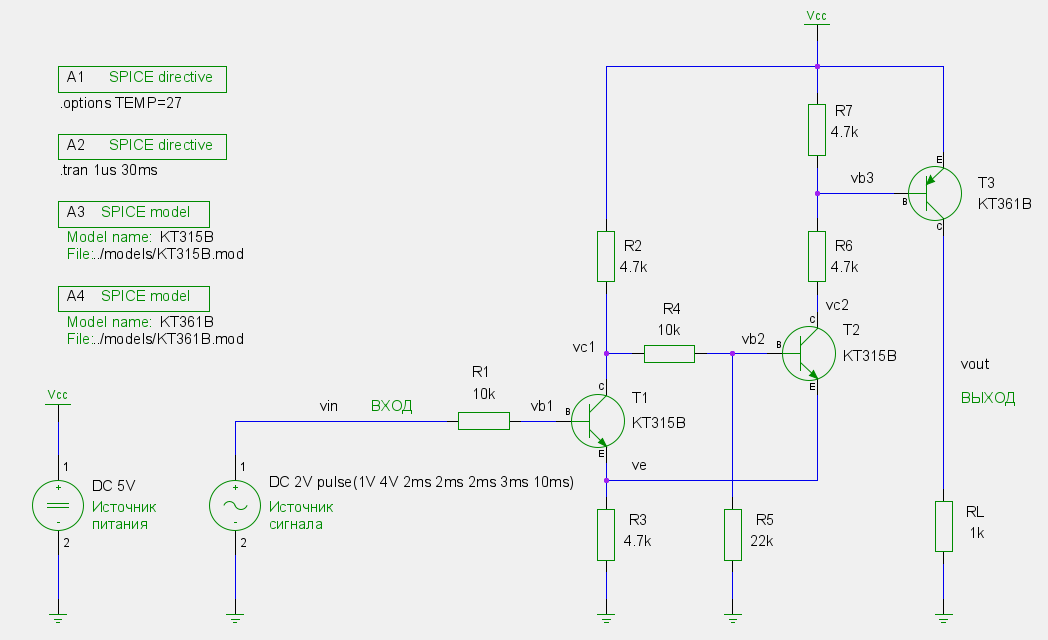 Vcc
A1 SPICE directive
.options TEMP=27
A2 SPICE directive
.tran 1us 30ms
A3 SPICE model
Model name: KT315B
File:../models/KT315B.mod
A4 SPICE model
Model name: KT361B
File:../models/KT361B.mod
R7
4.7k
vb3
E
B
C
T3
KT361B
R2
4.7k
R6
4.7k
vc2
R4
10k
vc1
vb2
C
B
E
T2
KT315B
vout
ВЫХОД
Vcc
R1
10k
vin
ВХОД
vb1
C
B
E
T1
KT315B
ve
1
+
-
2
DC 5V
Источник
питания
1
+
-
2
DC 2V pulse(1V 4V 2ms 2ms 2ms 3ms 10ms)
Источник
сигнала
R3
4.7k
R5
22k
RL
1k